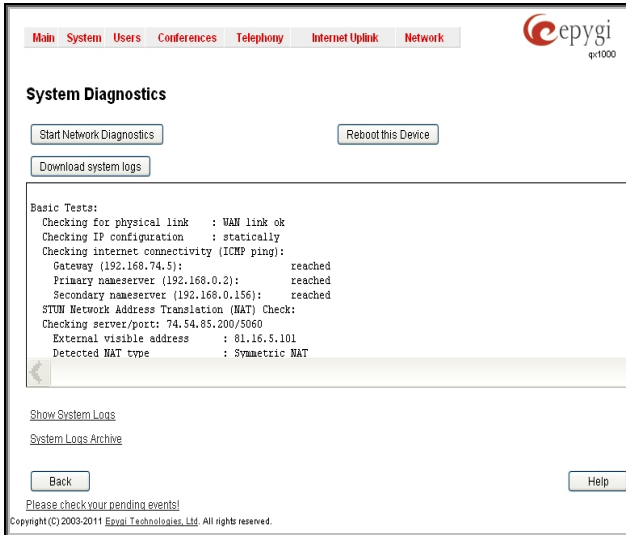 Main System Users Conferences Telephony Internet Uplink Network
epygi
qx1000
System Diagnostics
Start Network Diagnostics
Reboot this Device
Download system logs
Basic Tests:
Checking for physical link : WAN link ok
Checking IP configuration : statically
Checking internet connectivity (ICMP ping):
Gateway (192.168.74.5): reached
Primary nameserver (192.168.0.2): reached
Secondary nameserver (192.168.0.156): reached
STUN Network Address Translation (NAT) Check:
Checking server/port: 74.54.85.200/5060
External visible address : 81.16.5.101
Detected NAT type : Symmetric NAT
Show System Logs
System Logs Archive
Back
Help
Please check your pending events!
Copyright (C) 2003-2011 Epygi Technologies, Ltd. All rights reserved.